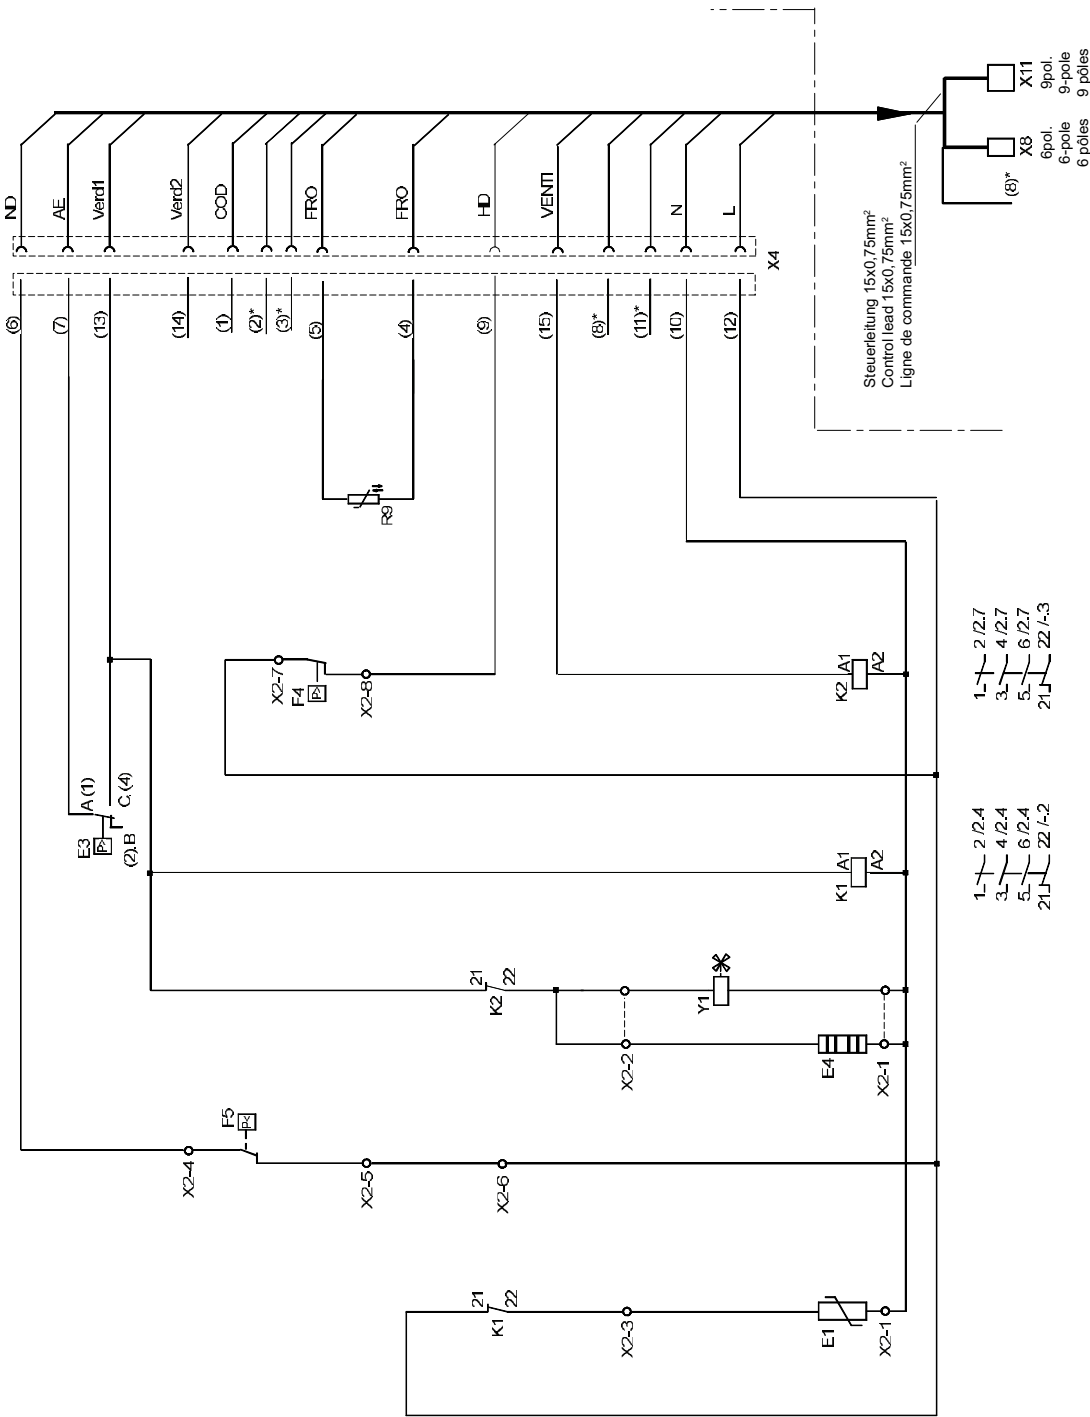 X11
9pol.
9-pole
9 pôles
X8
6pol.
6-pole
6 pôles
(8)*
Steuerleitung 15x0,75mm²
Control lead 15x0,75mm²
Ligne de commande 15x0,75mm²
ND
AE
Verd1
Verd2
COD
FRO
FRO
HD
VENTI
N
L
X4
(6)
(7)
(13)
(14)
(1)
(2)*
(3)*
(5)
(4)
(9)
(15)
(8)*
(11)*
(10)
(12)
R9
X2-7
F4
P>
X2-8
K2
A1
A2
1
2 /2.7
3
4 /2.7
5
6 /2.7
21
22 /-.3
E3
P>
A (1)
C. (4)
(2).B
K1
A1
A2
1
2 /2.4
3
4 /2.4
5
6 /2.4
21
22 /-.2
21
22
K2
Y1
X2-2
E4
X2-1
F5
P<
X2-4
X2-5
X2-6
21
22
K1
X2-3
E1
X2-1